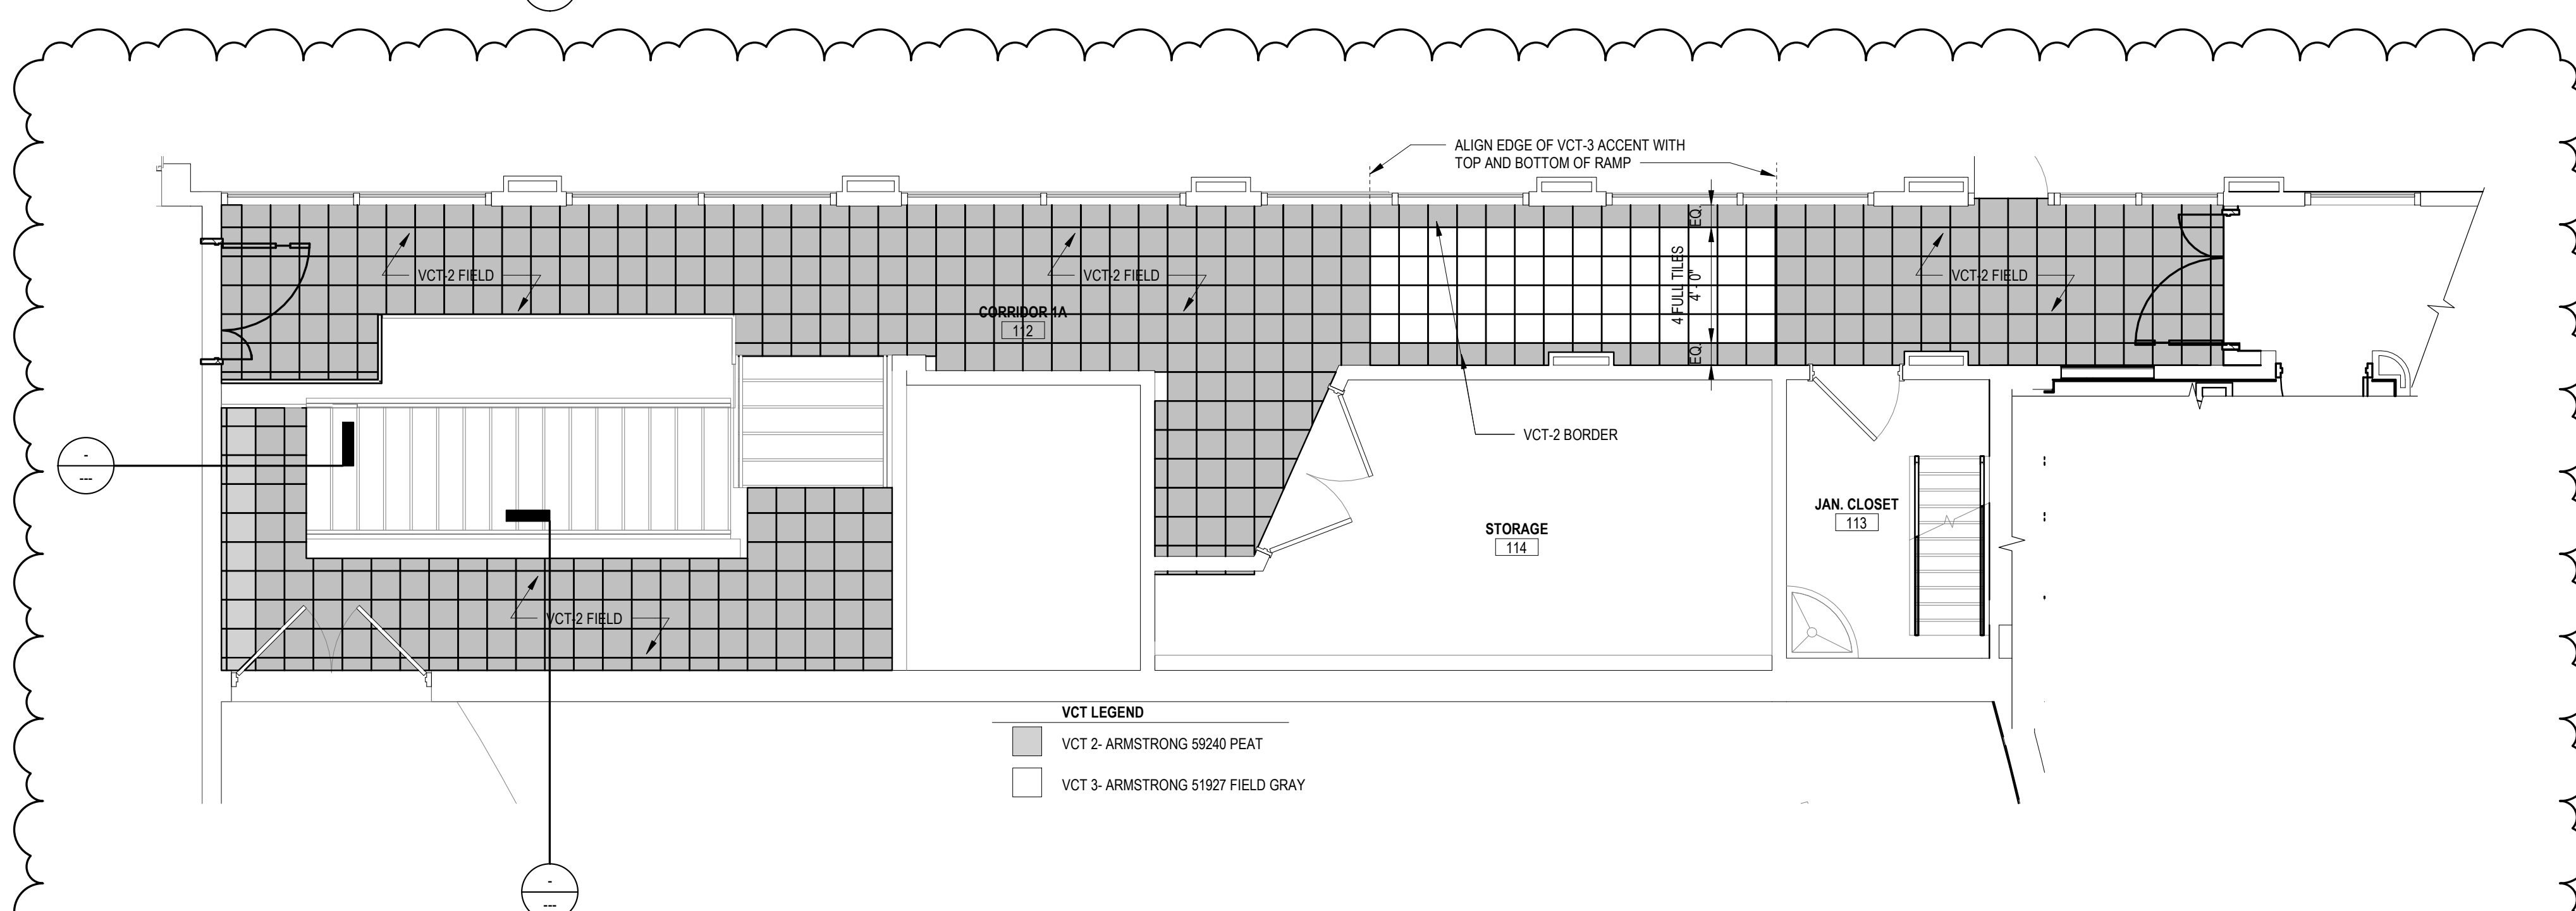 ALIGN EDGE OF VCT-3 ACCENT WITH
TOP AND BOTTOM OF RAMP
EQ.
VCT-2 FIELD
VCT-2 FIELD
4 FULL TILES
4' - 0"
VCT-2 FIELD
CORRIDOR 1A
112
EQ.
VCT-2 BORDER
-
---
JAN. CLOSET
113
STORAGE
114
VCT-2 FIELD
VCT LEGEND
VCT 2- ARMSTRONG 59240 PEAT
VCT 3- ARMSTRONG 51927 FIELD GRAY
-
---